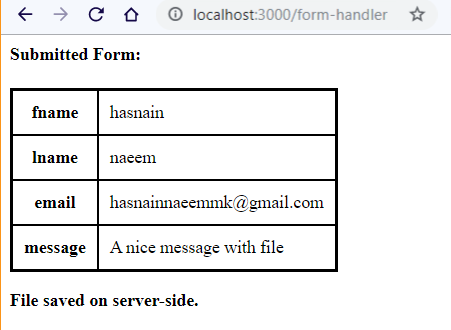 localhost:3000/form-handler
Submitted Form:
fname hasnain
lname naeem
email hasnainnaeemmk@gmail.com
message A nice message with file
File saved on server-side.